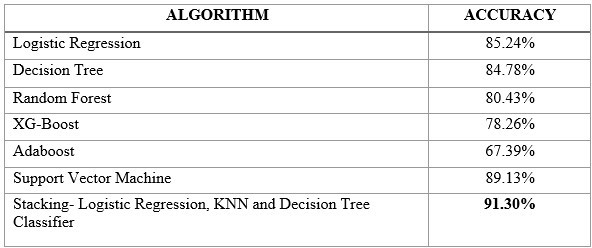 ALGORITHM ACCURACY
Logistic Regression 85.24%
Decision Tree 84.78%
Random Forest 80.43%
XG-Boost 78.26%
Adaboost 67.39%
Support Vector Machine 89.13%
Stacking- Logistic Regression, KNN and Decision Tree 91.30%
Classifier